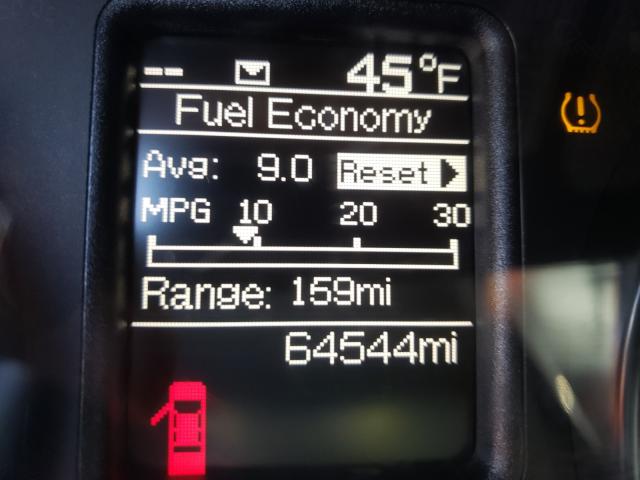 -- 45°F
Fuel Economy
Avg: 9.0 Reset
MPG 10 20 30
Range: 159mi
64544mi